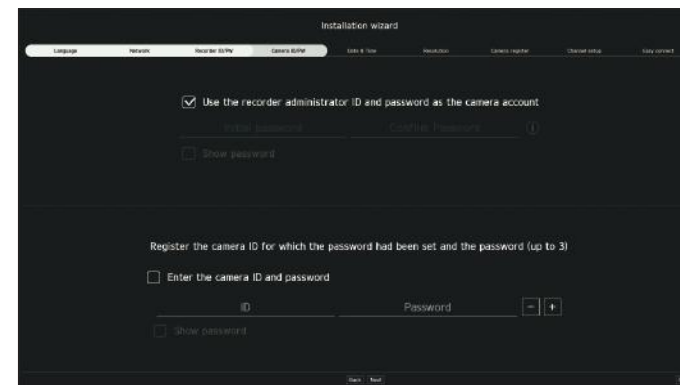 Installation wizard
Language Network Recorder ID/PW Camera ID/PW Date & Time Resolution Camera register Channel setup Easy connect
Use the recorder administrator ID and password as the camera account
Initial password Confirm Password
Show password
Register the camera ID for which the password had been set and the password (up to 3)
Enter the camera ID and password
ID Password - +
Show password
Back Next